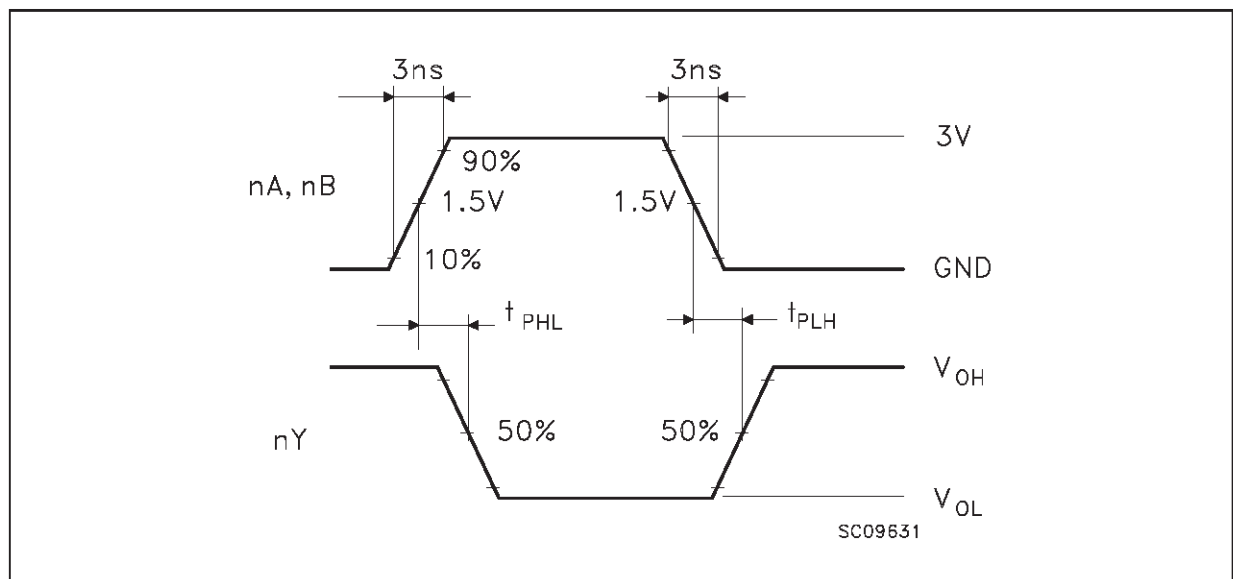 3ns 3ns
3V
90%
nA, nB 1.5V 1.5V
10% GND
t PHL tPLH
VOH
nY 50% 50%
VOL
SC09631